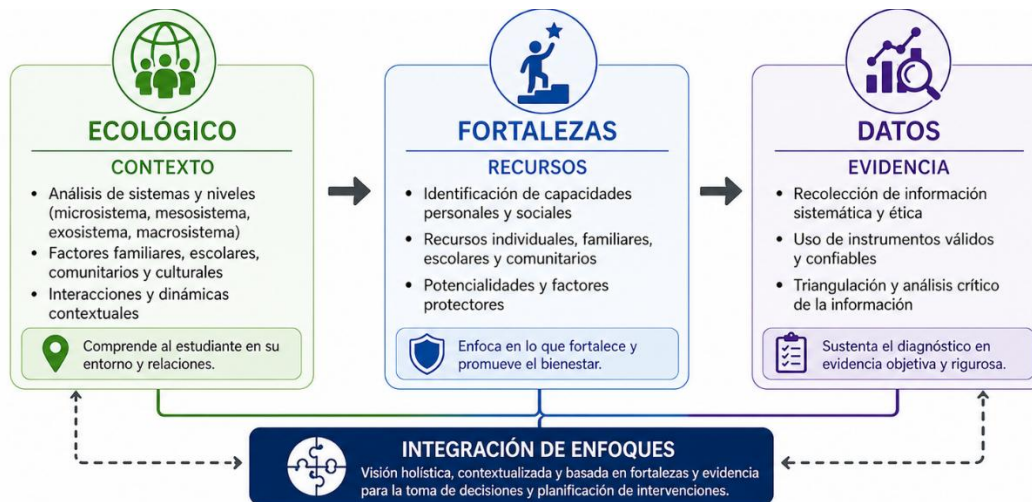 ECOLÓGICO
CONTEXTO
• Análisis de sistemas y niveles
(microsistema, mesosistema,
exosistema, macrosistema)
• Factores familiares, escolares,
comunitarios y culturales
• Interacciones y dinámicas
contextuales
Comprende al estudiante en su
entorno y relaciones.
FORTALEZAS
RECURSOS
• Identificación de capacidades
personales y sociales
• Recursos individuales, familiares,
escolares y comunitarios
• Potencialidades y factores
protectores
Enfoca en lo que fortalece y
promueve el bienestar.
DATOS
EVIDENCIA
• Recolección de información
sistemática y ética
• Uso de instrumentos válidos
y confiables
• Triangulación y análisis crítico
de la información
Sustenta el diagnóstico en
evidencia objetiva y rigurosa.
INTEGRACIÓN DE ENFOQUES
Visión holística, contextualizada y basada en fortalezas y evidencia
para la toma de decisiones y planificación de intervenciones.